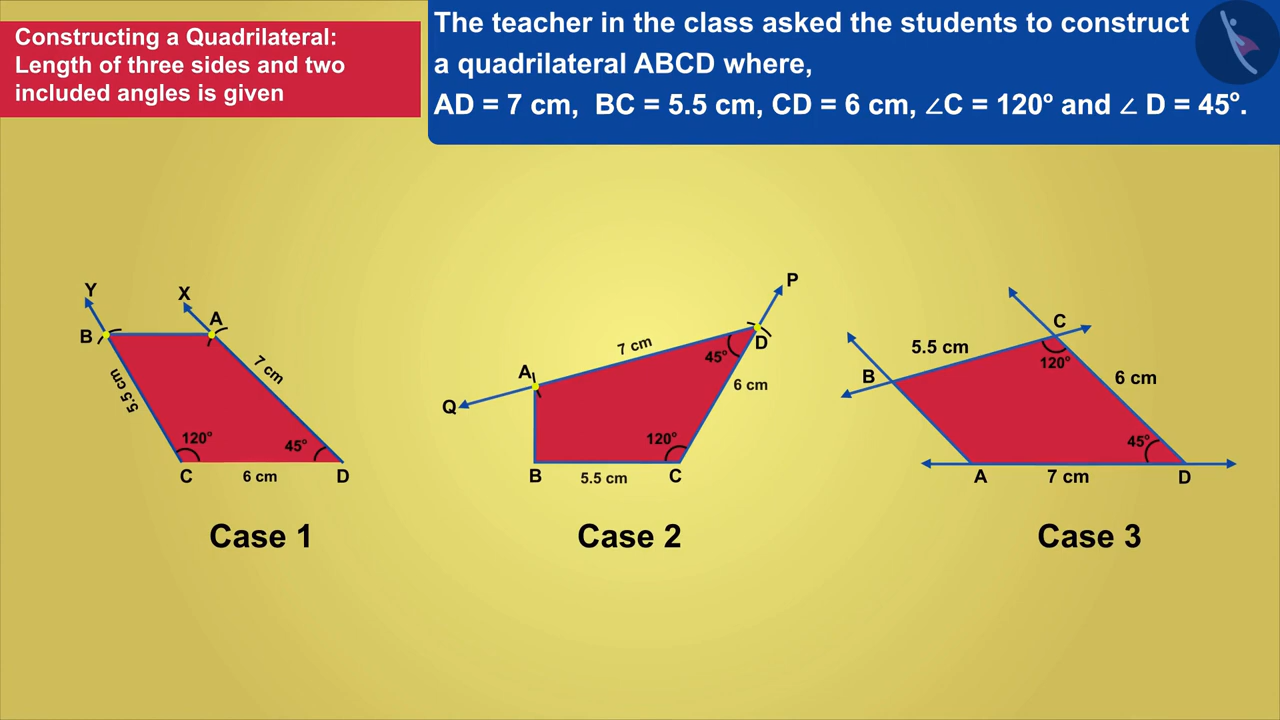 Constructing a Quadrilateral:
Length of three sides and two
included angles is given
The teacher in the class asked the students to construct
a quadrilateral ABCD where,
AD = 7 cm, BC = 5.5 cm, CD = 6 cm, ∠C = 120° and ∠ D = 45°.
Y
X
B
A
7 cm
5.5 cm
120°
45°
C
6 cm
D
Case 1
P
7 cm
D
A
45°
6 cm
Q
120°
B
5.5 cm
C
Case 2
C
5.5 cm
120°
B
6 cm
45°
A
7 cm
D
Case 3